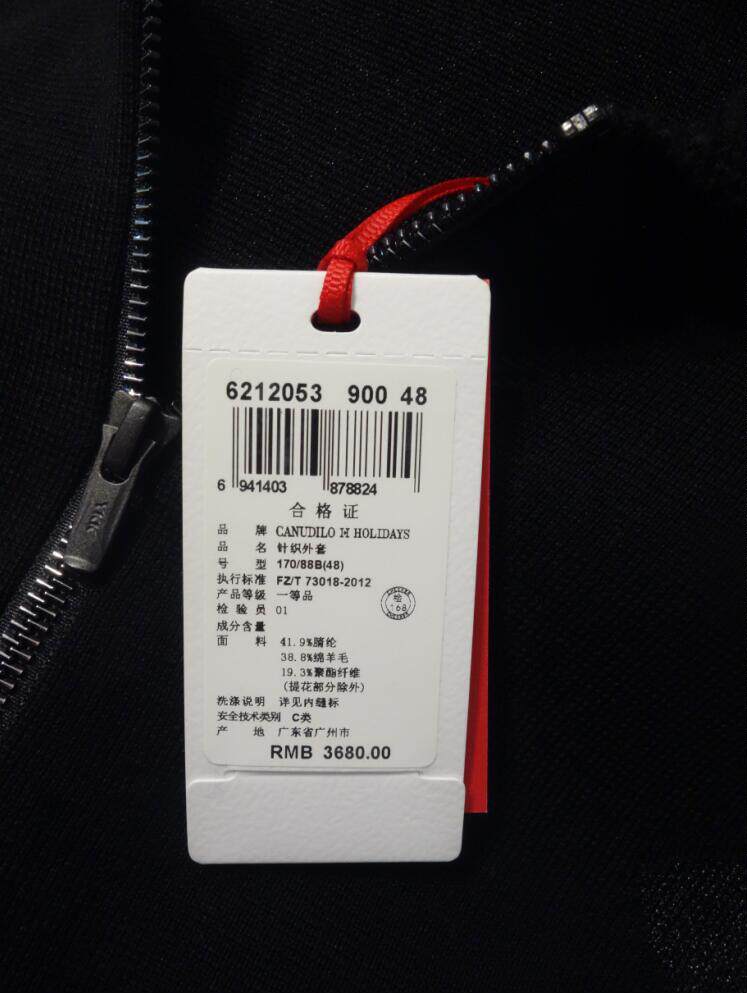 6212053 900 48
6 941403 878824
合格证
品 牌 CANUDILO H HOLIDAYS
品 名 针织外套
号 型 170/88B(48)
执行标准 FZ/T 73018-2012
产品等级 一等品
检 验 员 01
检
168
成分含量
面 料 41.9%腈纶
38.8%绵羊毛
19.3%聚酯纤维
(提花部分除外)
洗涤说明 详见内缝标
安全技术类别 C类
产 地 广东省广州市
RMB 3680.00
YKK